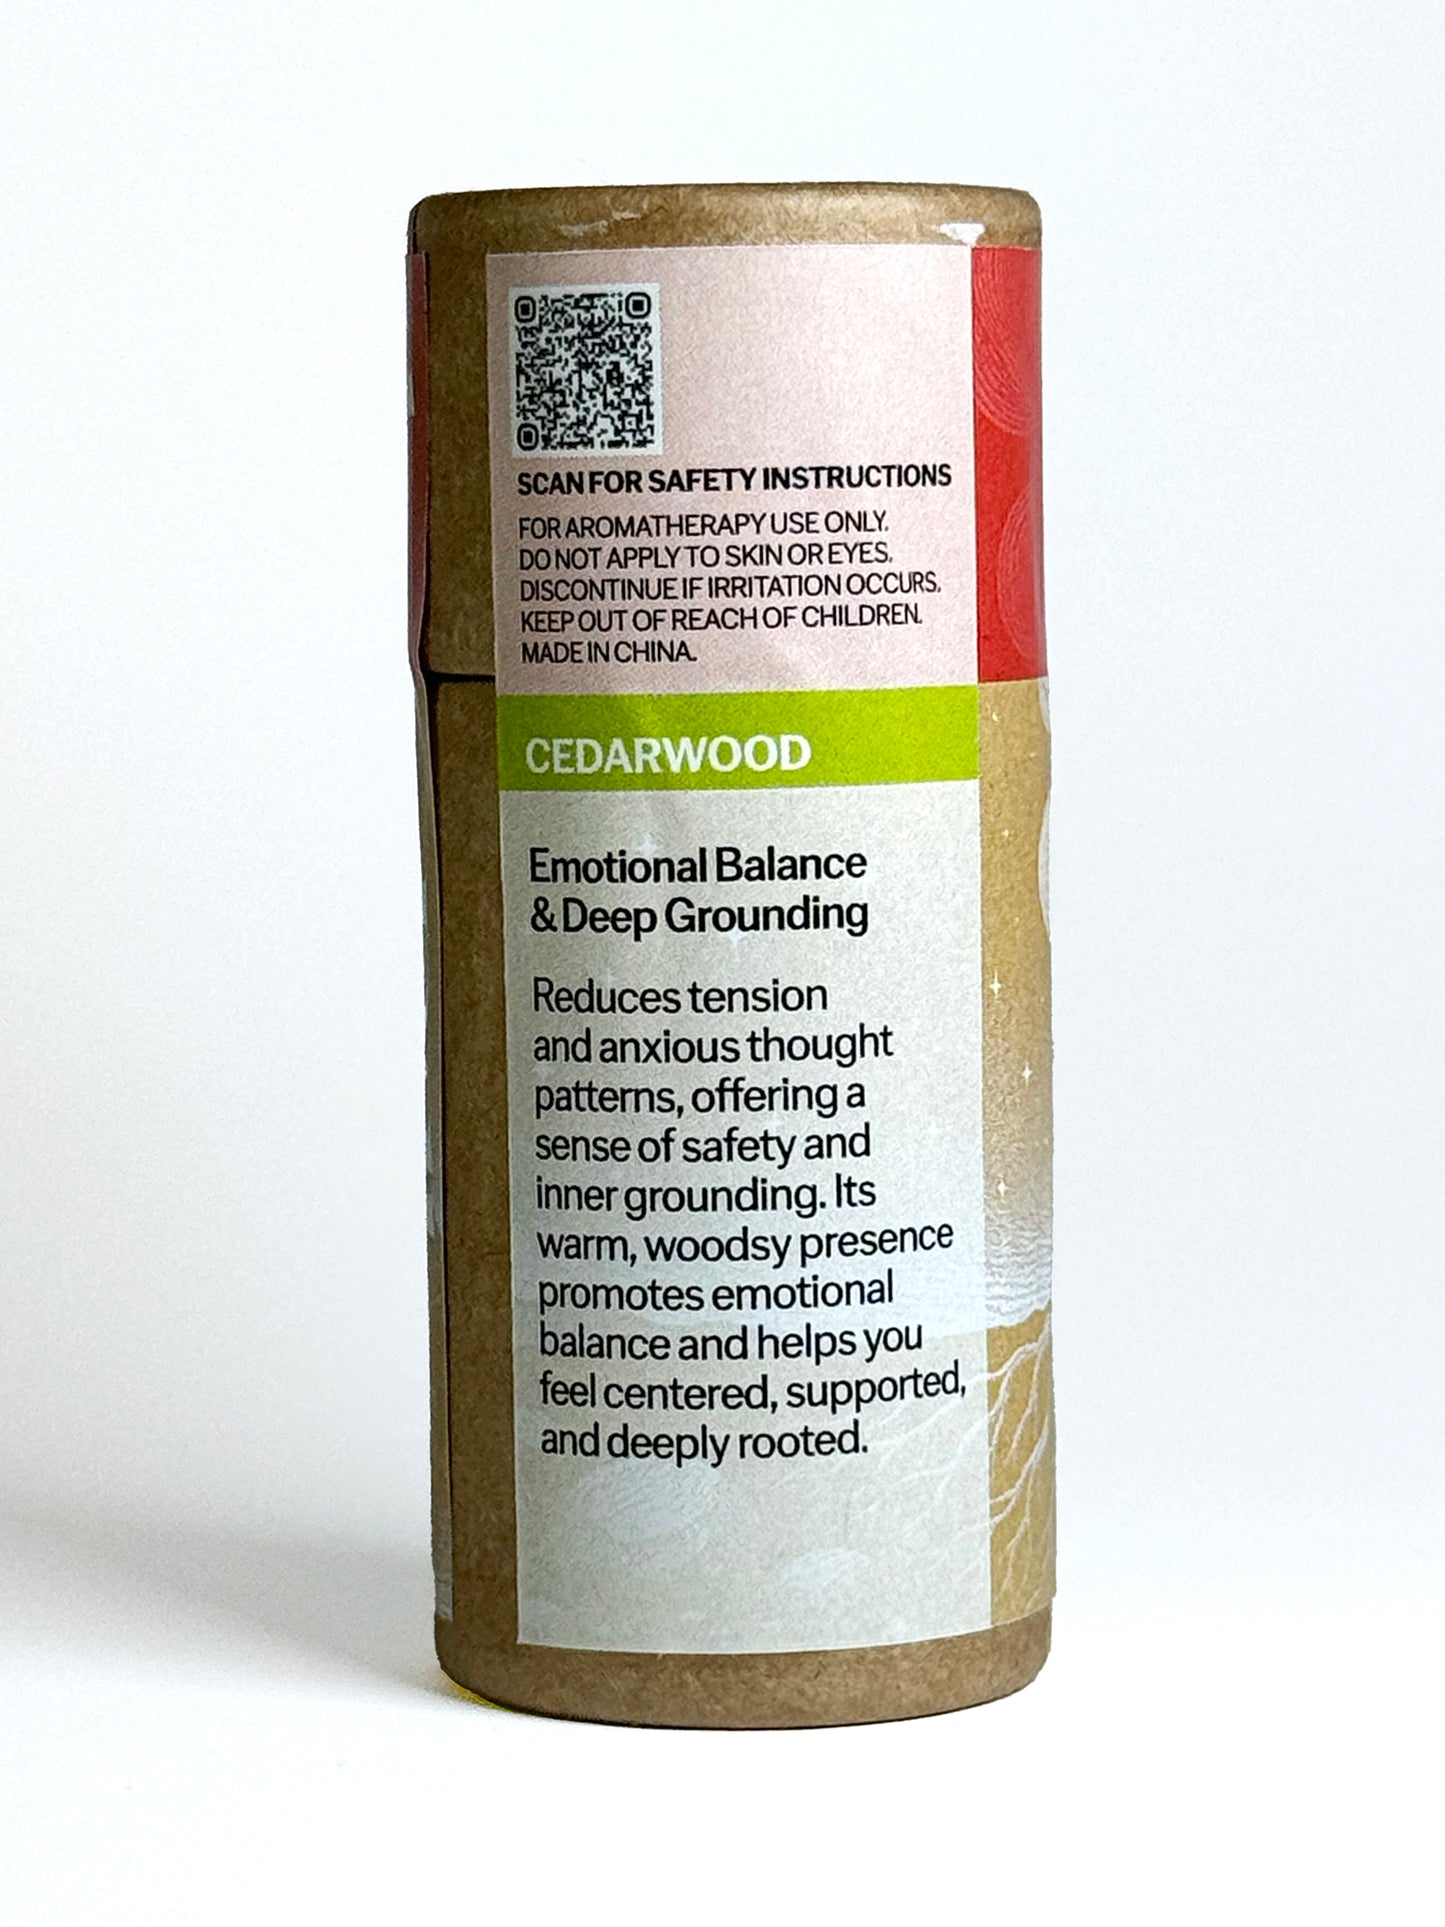 SCAN FOR SAFETY INSTRUCTIONS
FOR AROMATHERAPY USE ONLY.
DO NOT APPLY TO SKIN OR EYES.
DISCONTINUE IF IRRITATION OCCURS.
KEEP OUT OF REACH OF CHILDREN.
MADE IN CHINA.
CEDARWOOD
Emotional Balance
& Deep Grounding
Reduces tension
and anxious thought
patterns, offering a
sense of safety and
inner grounding. Its
warm, woodsy presence
promotes emotional
balance and helps you
feel centered, supported,
and deeply rooted.